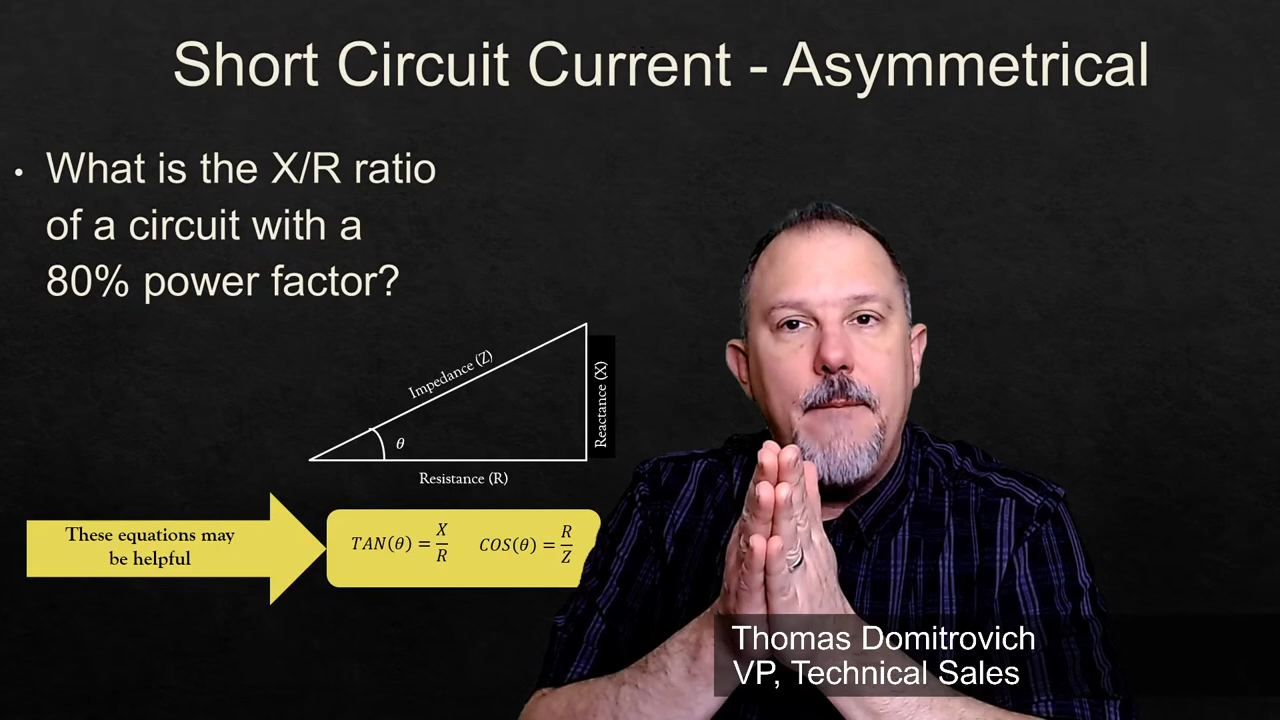 Short Circuit Current - Asymmetrical
• What is the X/R ratio
of a circuit with a
80% power factor?
Impedance (Z)
Reactance (X)
θ
Resistance (R)
These equations may
be helpful
TAN(θ) = X/R COS(θ) = R/Z
Thomas Domitrovich
VP, Technical Sales